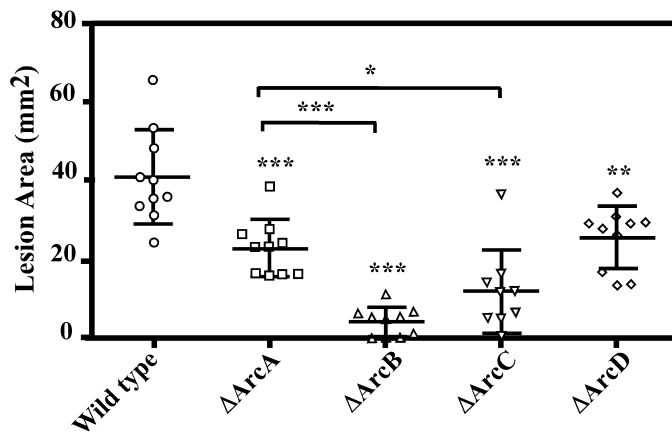 80
60
40
20
0
Lesion Area (mm2)
*
***
***
***
***
**
Wild type
ΔArcA
ΔArcB
ΔArcC
ΔArcD